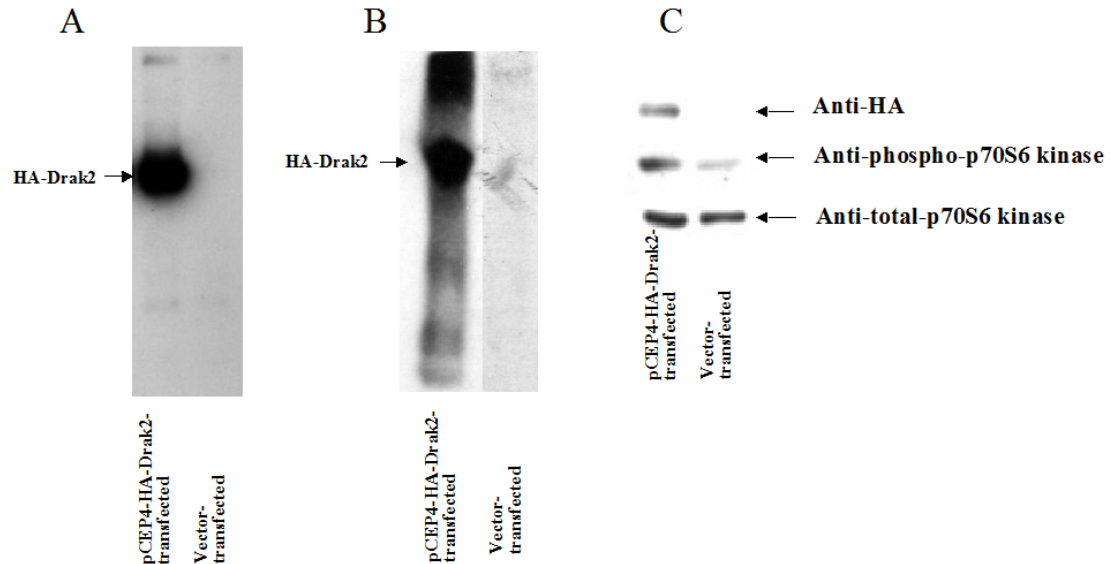 A
B
C
HA-Drak2
HA-Drak2
Anti-HA
Anti-phospho-p70S6 kinase
Anti-total-p70S6 kinase
pCEP4-HA-Drak2-
transfected
Vector-
transfected
pCEP4-HA-Drak2-
transfected
Vector-
transfected
pCEP4-HA-Drak2-
transfected
Vector-
transfected